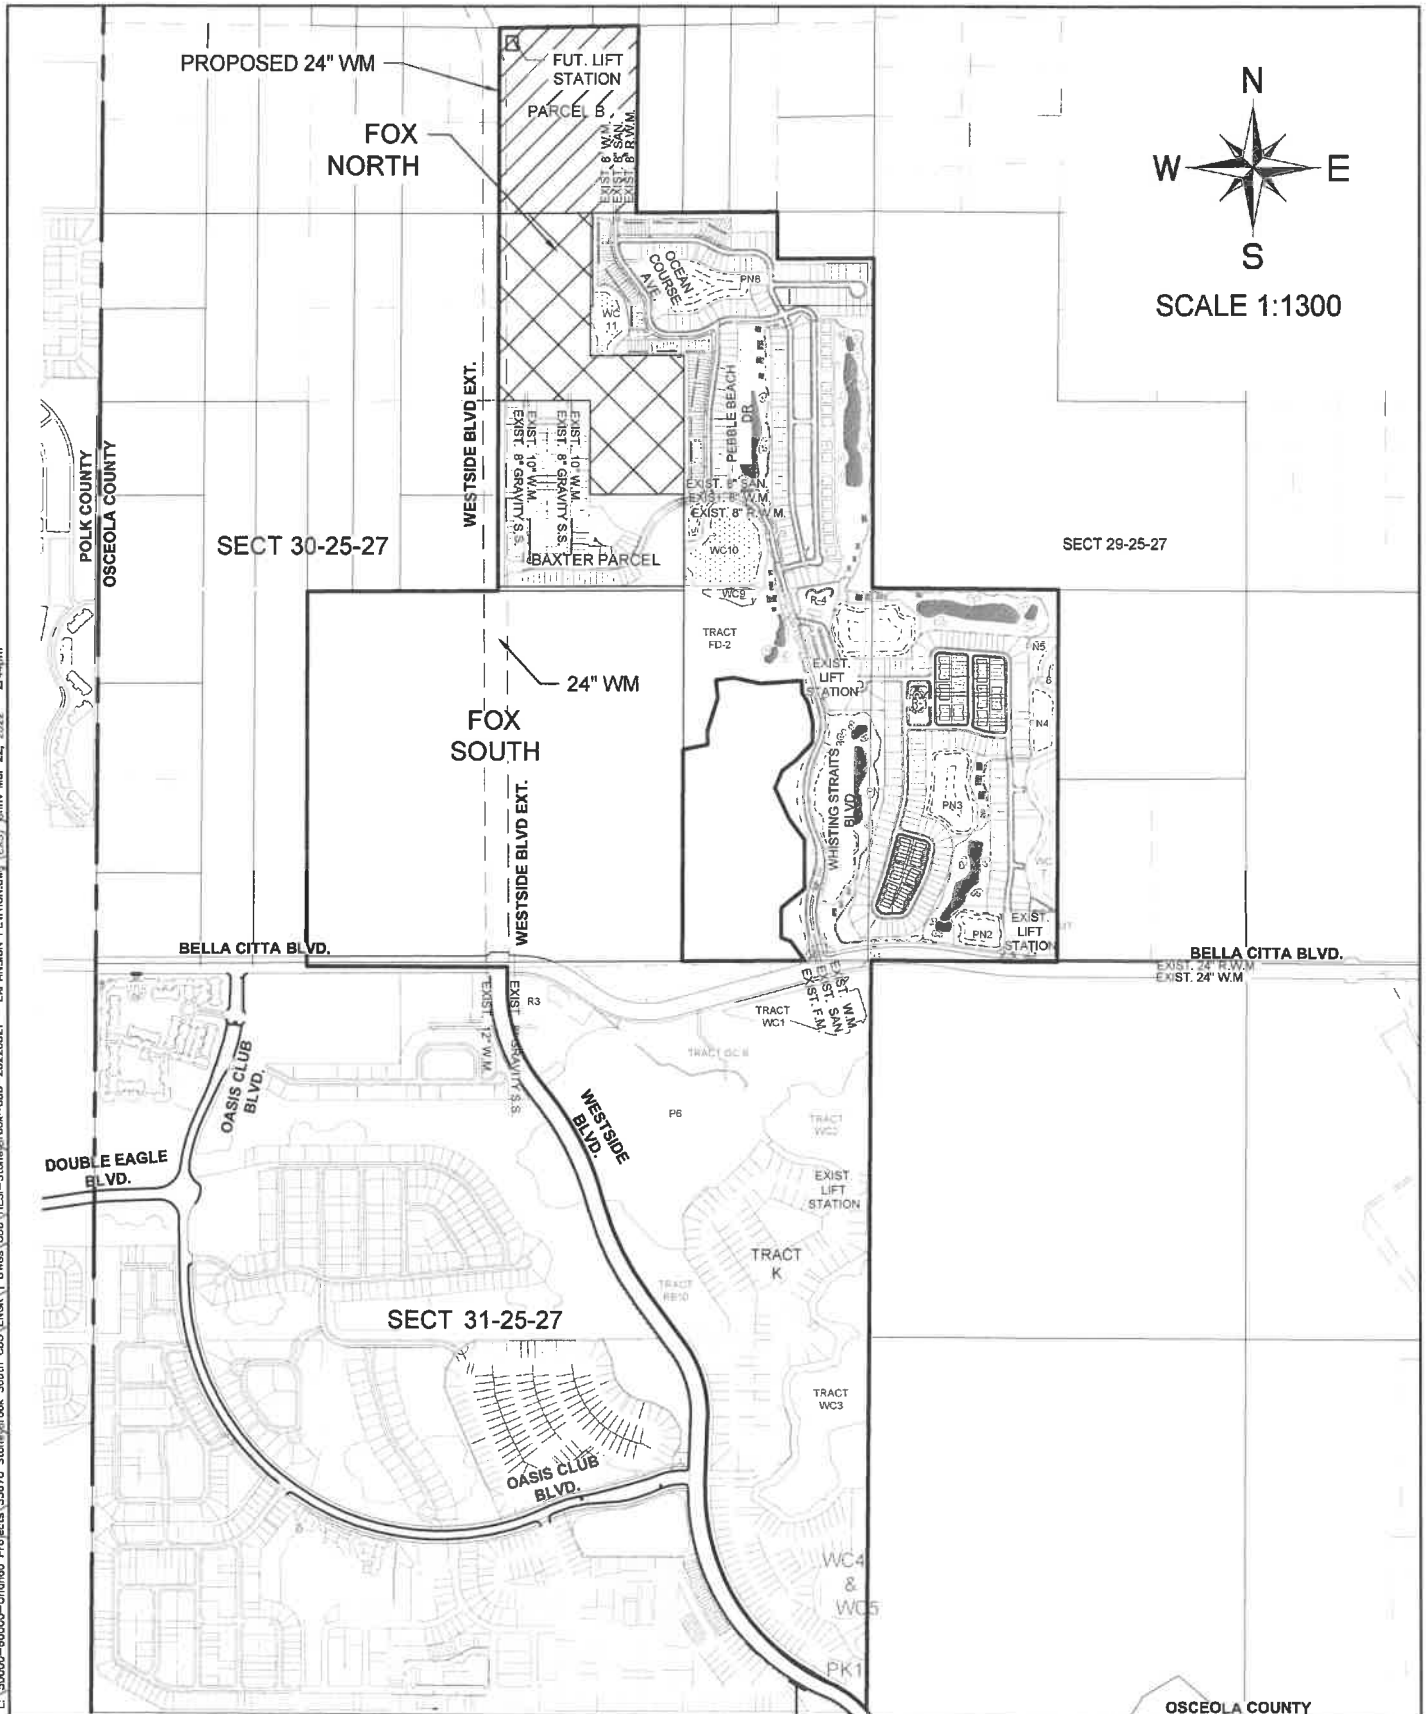 PROPOSED 24" WM
FUT. LIFT
STATION
PARCEL B
FOX
NORTH
EXIST. 8" W.M.
EXIST. 8" SAN.
EXIST. 8" R.W.M.
N
W
E
S
SCALE 1:1300
OCEAN
COURSE
AVE.
PN8
WC
11
WESTSIDE BLVD EXT.
PEBBLE BEACH
DR
POLK COUNTY
OSCEOLA COUNTY
EXIST. 8" GRAVITY S.S.
EXIST. 10" W.M.
EXIST. 8" GRAVITY S.S.
EXIST. 10" W.M.
EXIST. 8" SAN.
EXIST. 8" W.M.
EXIST. 8" R.W.M.
SECT 30-25-27
SECT 29-25-27
BAXTER PARCEL
WC10
WC9
R-4
TRACT
FD-2
24" WM
EXIST.
LIFT
STATION
N5
N4
FOX
SOUTH
WESTSIDE BLVD EXT.
WHISTING STRAITS
BLVD
PN3
PN2
EXIST.
LIFT
STATION
BELLA CITTA BLVD.
BELLA CITTA BLVD.
EXIST. 24" R.W.M
EXIST. 24" W.M
EXIST. W.M.
EXIST. SAN.
EXIST. F.M.
TRACT
WC1
R3
EXIST. 12" W.M.
GRAVITY S.S.
OASIS CLUB
BLVD.
WESTSIDE
BLVD.
P6
TRACT
WC2
DOUBLE EAGLE
BLVD.
EXIST.
LIFT
STATION
TRACT
K
TRACT
RB10
SECT 31-25-27
TRACT
WC3
OASIS CLUB
BLVD.
WC4
&
WC5
PK1
OSCEOLA COUNTY